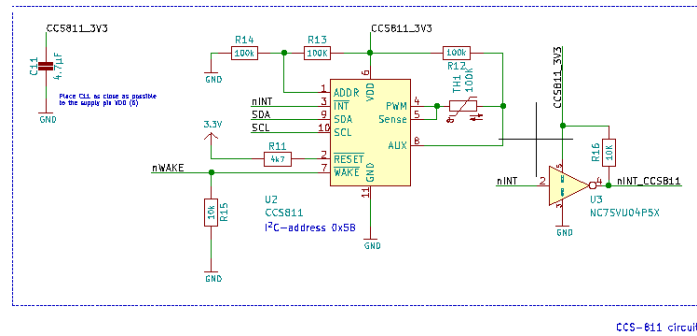 CCS811_3V3
C11
4.7µF
GND
Place C11 as close as possible
to the supply pin VDD (6)
CCS811_3V3
R14
100k
R13
100K
100k
R12
GND
TH1
100K
nINT
SDA
SCL
1
3
9
10
2
7
6
11
4
5
8
ADDR
INT
SDA
SCL
RESET
WAKE
VDD
GND
PWM
Sense
AUX
3.3V
R11
4k7
nWAKE
10k
R15
GND
U2
CCS811
I²C-address 0x5B
GND
CCS811_3V3
R16
10K
nINT
2
5
3
4
nINT_CCS811
U3
NC7SVU04P5X
GND
CCS-811 circui